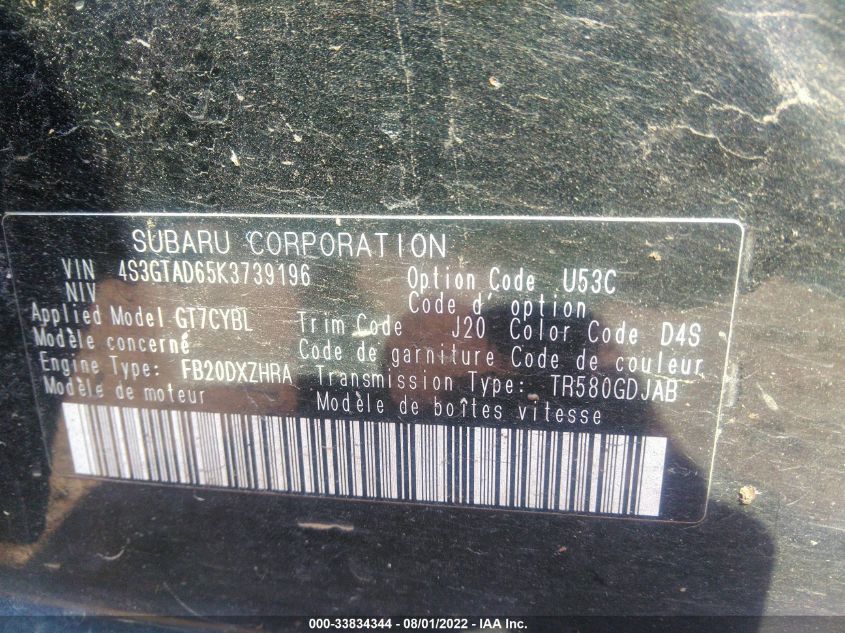 SUBARU CORPORATION
VIN 4S3GTAD65K3739196 Option Code U53C
NIV Code d' option
Applied Model GT7CYBL Trim Code J20 Color Code D4S
Modèle concerné Code de garniture Code de couleur
Engine Type: FB20DXZHRA Transmission Type: TR580GDJAB
Modèle de moteur Modèle de boîtes vitesse
000-33834344 - 08/01/2022 - IAA Inc.